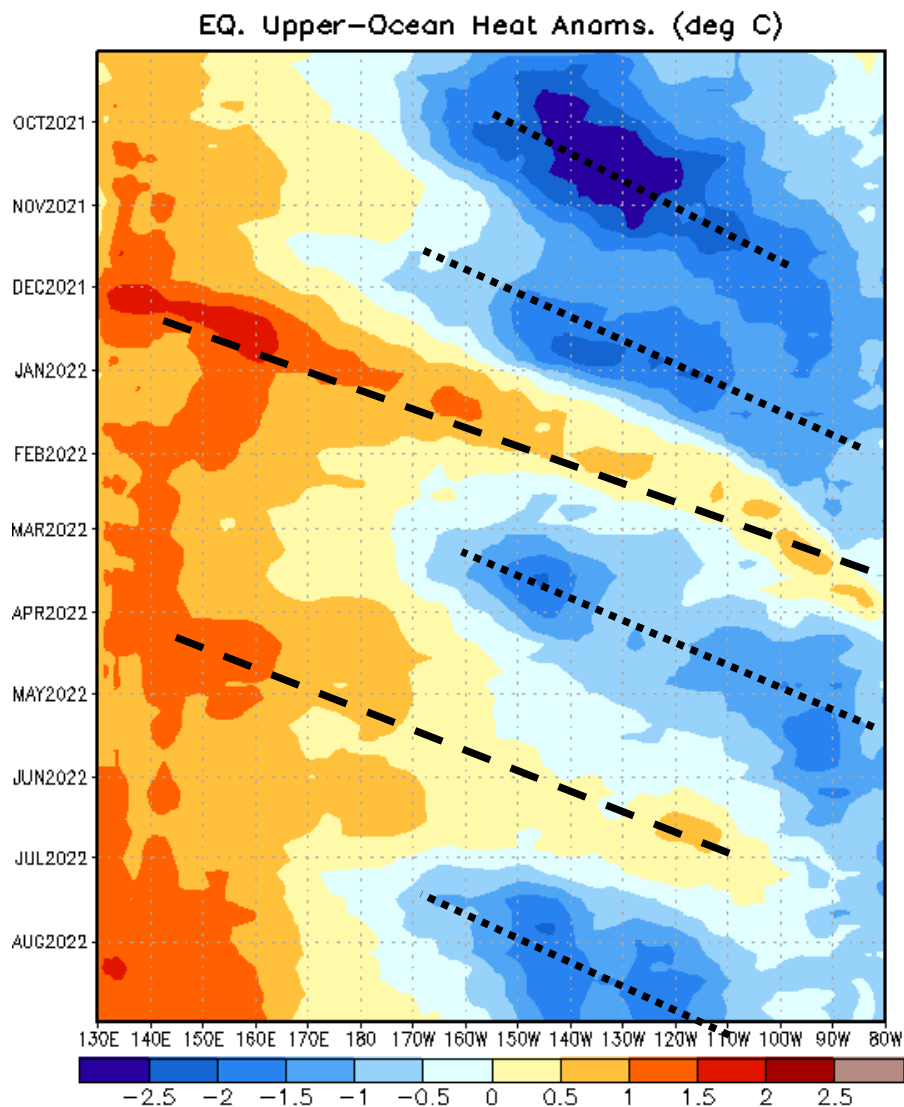 EQ. Upper-Ocean Heat Anoms. (deg C)
OCT2021
NOV2021
DEC2021
JAN2022
FEB2022
MAR2022
APR2022
MAY2022
JUN2022
JUL2022
AUG2022
130E 140E 150E 160E 170E 180 170W 160W 150W 140W 130W 120W 110W 100W 90W 80W
-2.5 -2 -1.5 -1 -0.5 0 0.5 1 1.5 2 2.5